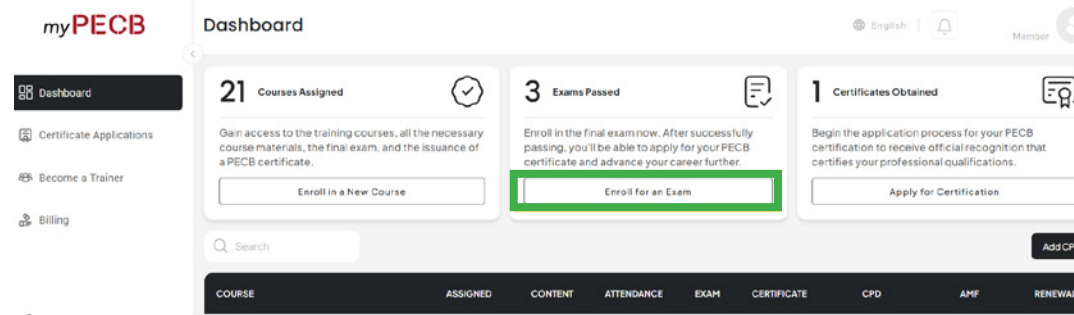 myPECB
Dashboard
English
Member
Dashboard
Certificate Applications
Become a Trainer
Billing
21 Courses Assigned
Gain access to the training courses, all the necessary
course materials, the final exam, and the issuance of
a PECB certificate.
Enroll in a New Course
3 Exams Passed
Enroll in the final exam now. After successfully
passing, you'll be able to apply for your PECB
certificate and advance your career further.
Enroll for an Exam
1 Certificates Obtained
Begin the application process for your PECB
certification to receive official recognition that
certifies your professional qualifications.
Apply for Certification
Search
Add CP
COURSE ASSIGNED CONTENT ATTENDANCE EXAM CERTIFICATE CPD AMF RENEWA